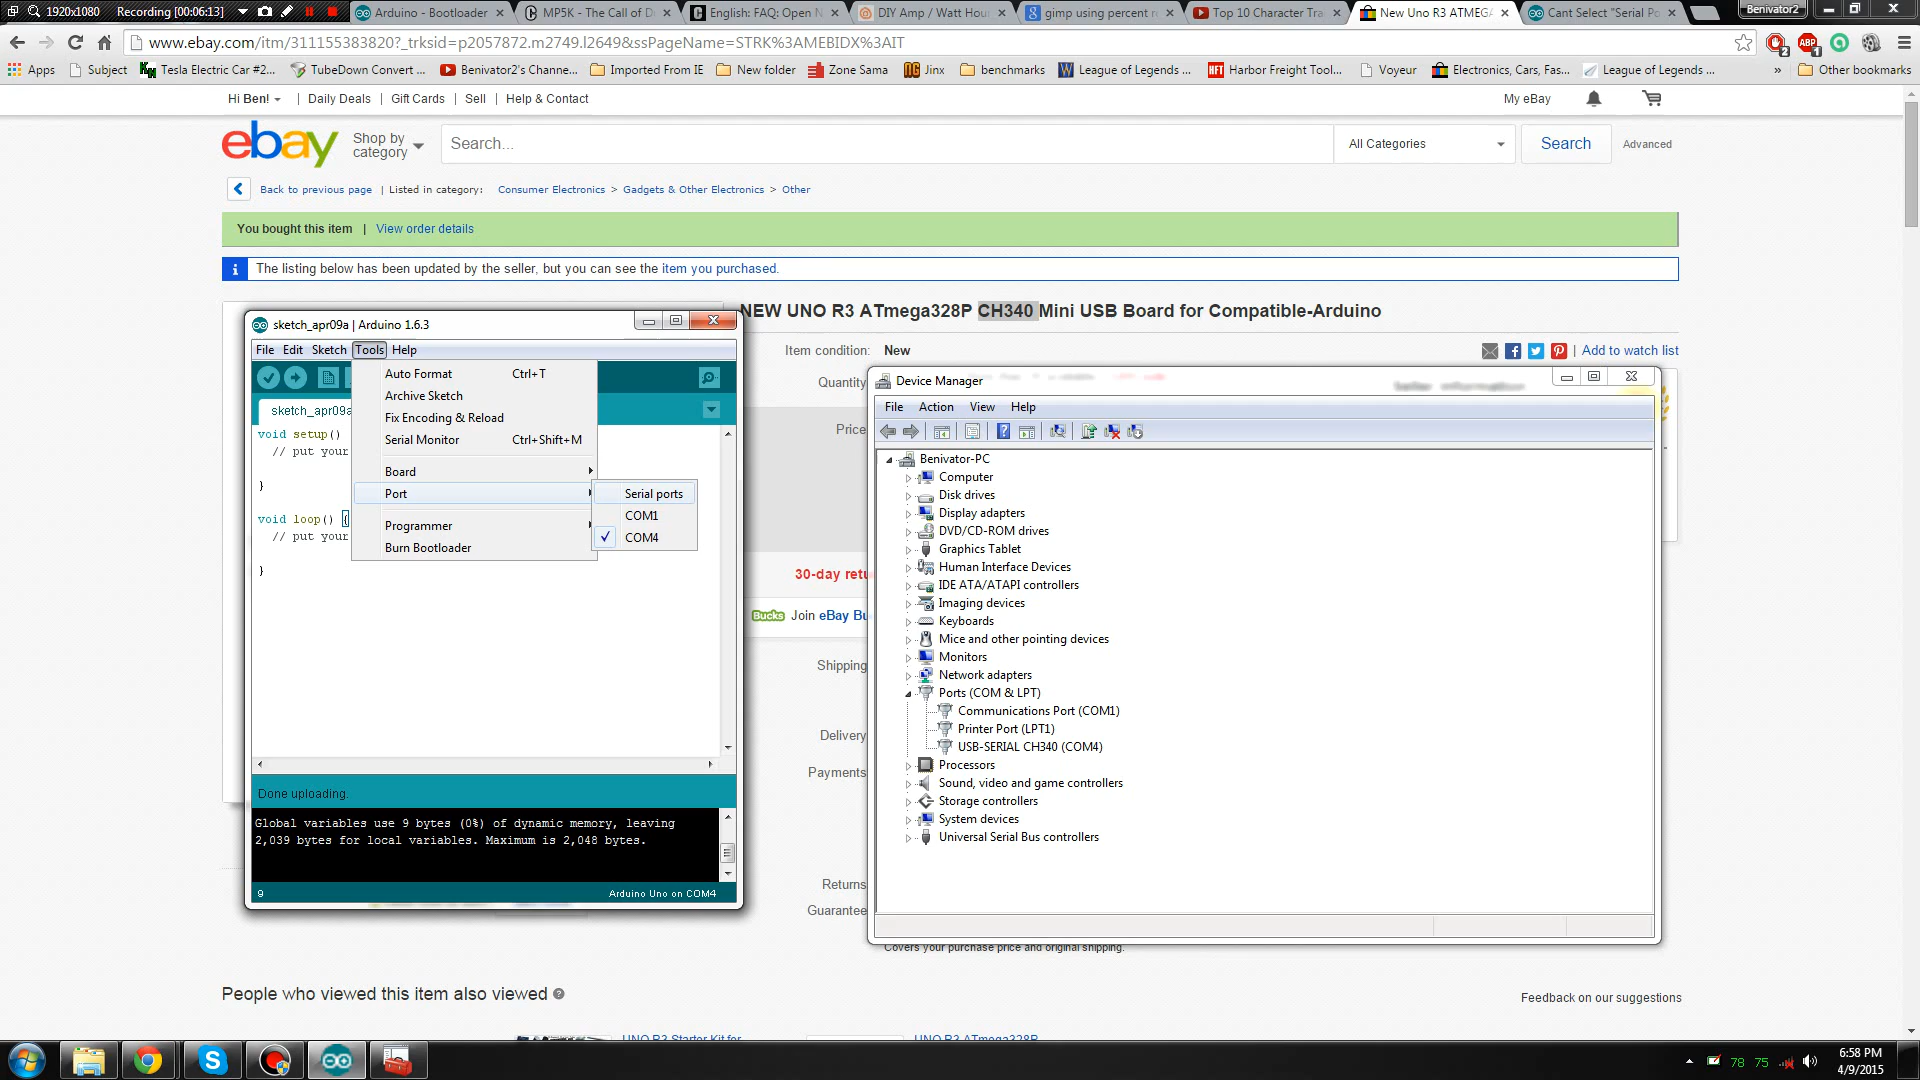 1920x1080 Recording [00:06:13]
Arduino - Bootloader
MP5K - The Call of D
English: FAQ: Open N
DIY Amp / Watt Hou
gimp using percent r
Top 10 Character Tra
New Uno R3 ATMEGA
Cant Select "Serial Po
Benivator2
www.ebay.com/itm/311155383820?_trksid=p2057872.m2749.l2649&ssPageName=STRK%3AMEBIDX%3AIT
Apps Subject Tesla Electric Car #2... TubeDown Convert ... Benivator2's Channe... Imported From IE New folder Zone Sama Jinx benchmarks League of Legends ... Harbor Freight Tool... Voyeur Electronics, Cars, Fas... League of Legends ... » Other bookmarks
Hi Ben! | Daily Deals | Gift Cards | Sell | Help & Contact My eBay
ebay Shop by category Search... All Categories Search Advanced
Back to previous page | Listed in category: Consumer Electronics > Gadgets & Other Electronics > Other
You bought this item | View order details
The listing below has been updated by the seller, but you can see the item you purchased.
NEW UNO R3 ATmega328P CH340 Mini USB Board for Compatible-Arduino
Item condition: New
| Add to watch list
Quantity
Price
30-day retu
Bucks Join eBay Bu
Shipping
Delivery
Payments
Returns
Guarantee
Covers your purchase price and original shipping.
sketch_apr09a | Arduino 1.6.3
File Edit Sketch Tools Help
Auto Format Ctrl+T
Archive Sketch
Fix Encoding & Reload
Serial Monitor Ctrl+Shift+M
Board
Port
Programmer
Burn Bootloader
Serial ports
COM1
COM4
sketch_apr09a
void setup()
// put your
}
void loop() {
// put your
}
Done uploading.
Global variables use 9 bytes (0%) of dynamic memory, leaving
2,039 bytes for local variables. Maximum is 2,048 bytes.
9 Arduino Uno on COM4
Device Manager
File Action View Help
Benivator-PC
Computer
Disk drives
Display adapters
DVD/CD-ROM drives
Graphics Tablet
Human Interface Devices
IDE ATA/ATAPI controllers
Imaging devices
Keyboards
Mice and other pointing devices
Monitors
Network adapters
Ports (COM & LPT)
Communications Port (COM1)
Printer Port (LPT1)
USB-SERIAL CH340 (COM4)
Processors
Sound, video and game controllers
Storage controllers
System devices
Universal Serial Bus controllers
People who viewed this item also viewed
Feedback on our suggestions
UNO R3 Starter Kit for
UNO R3 ATmega328P
78 75
6:58 PM
4/9/2015